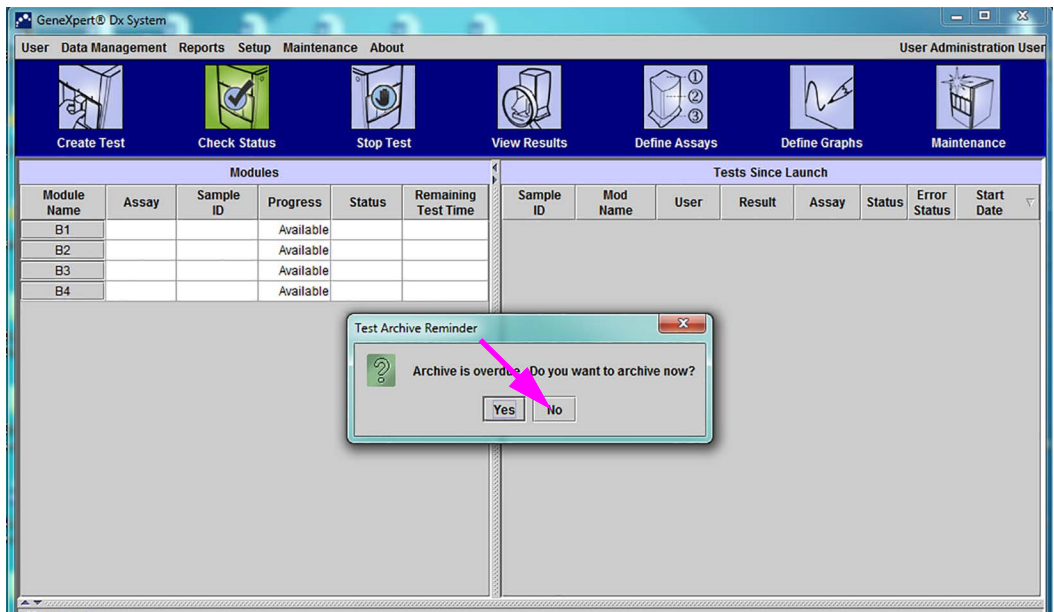 GeneXpert® Dx System
User Data Management Reports Setup Maintenance About User Administration User
① ② ③
Create Test Check Status Stop Test View Results Define Assays Define Graphs Maintenance
Modules
Module Name Assay Sample ID Progress Status Remaining Test Time
B1 Available
B2 Available
B3 Available
B4 Available
Tests Since Launch
Sample ID Mod Name User Result Assay Status Error Status Start Date
Test Archive Reminder
Archive is overdue. Do you want to archive now?
Yes No